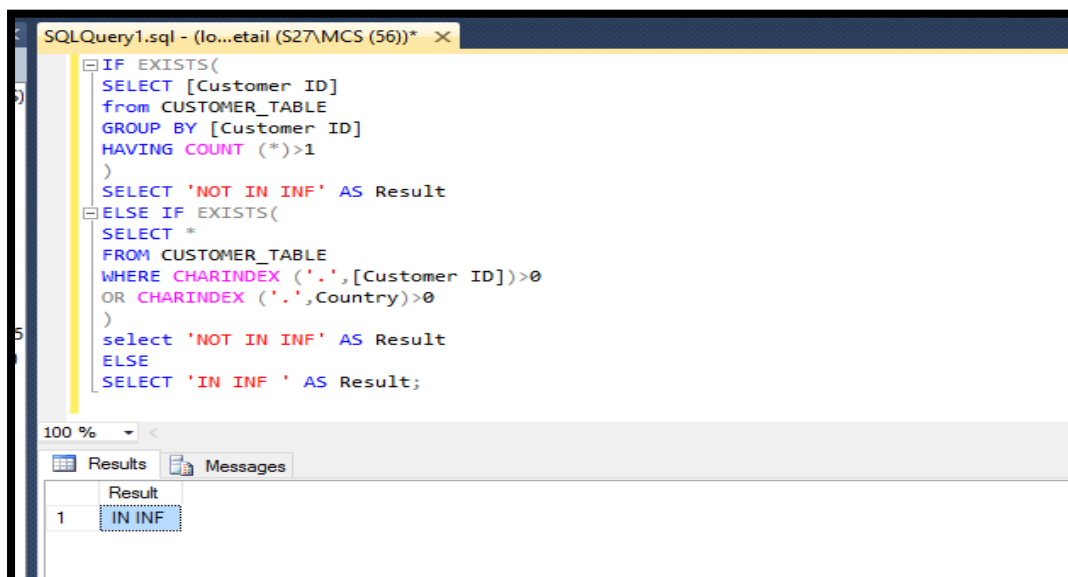 SQLQuery1.sql - (lo...etail (S27\MCS (56))* ×
IF EXISTS(
SELECT [Customer ID]
from CUSTOMER_TABLE
GROUP BY [Customer ID]
HAVING COUNT (*)>1
)
SELECT 'NOT IN INF' AS Result
ELSE IF EXISTS(
SELECT *
FROM CUSTOMER_TABLE
WHERE CHARINDEX ('.',[Customer ID])>0
OR CHARINDEX ('.',Country)>0
)
select 'NOT IN INF' AS Result
ELSE
SELECT 'IN INF ' AS Result;
100 %
Results Messages
Result
1 IN INF